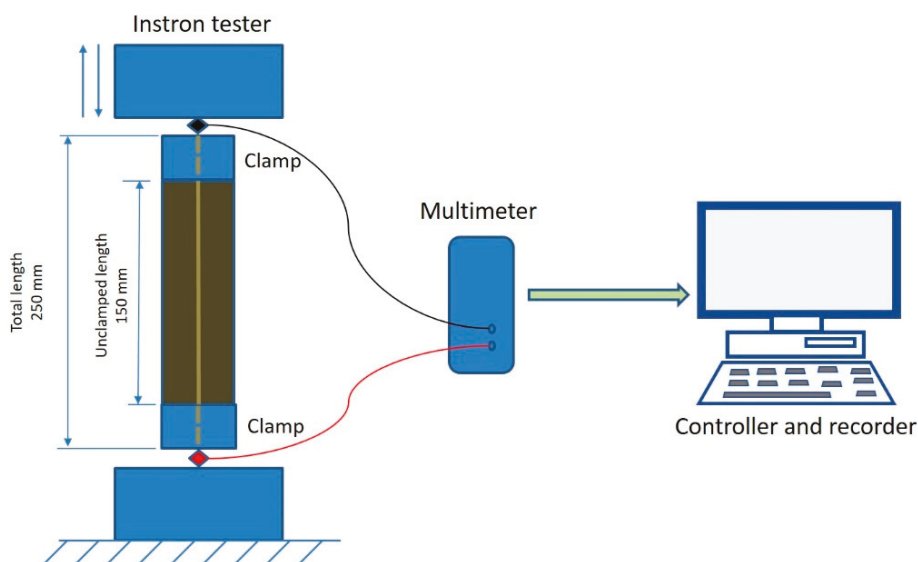 Instron tester
Clamp
Total length
250 mm
Unclamped length
150 mm
Multimeter
Clamp
Controller and recorder